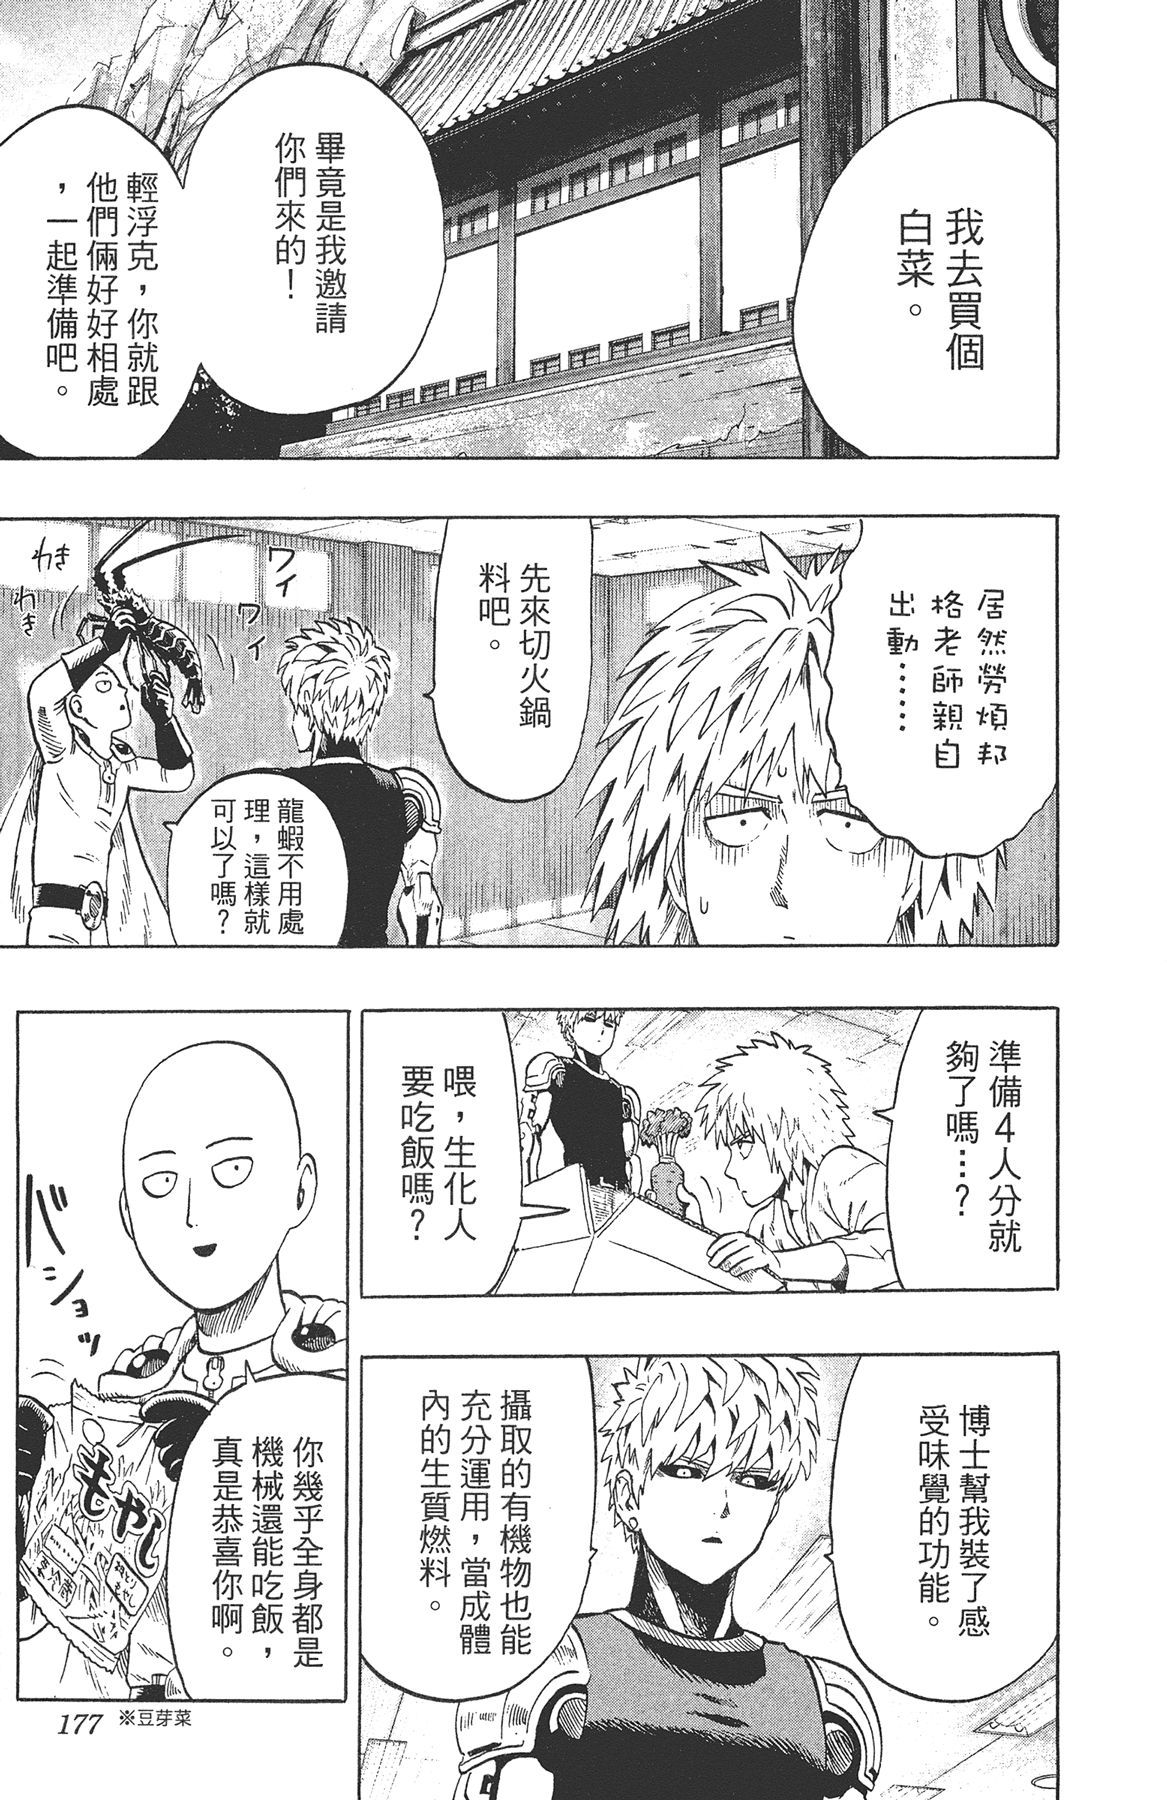 我去買個
白菜。
畢竟是我邀請
你們來的！
輕浮克，你就跟
他們倆好好相處
，一起準備吧。
居然勞煩邦
格老師親自
出動……
先來切火鍋
料吧。
ワイ
ワイ
龍蝦不用處
理，這樣就
可以了嗎？
わき
わき
準備4人分就
夠了嗎…？
喂，生化人
要吃飯嗎？
博士幫我裝了感
受味覺的功能。
攝取的有機物也能
充分運用，當成體
內的生質燃料。
バショッ
もやし
你幾乎全身都是
機械還能吃飯，
真是恭喜你啊。
※豆芽菜
177